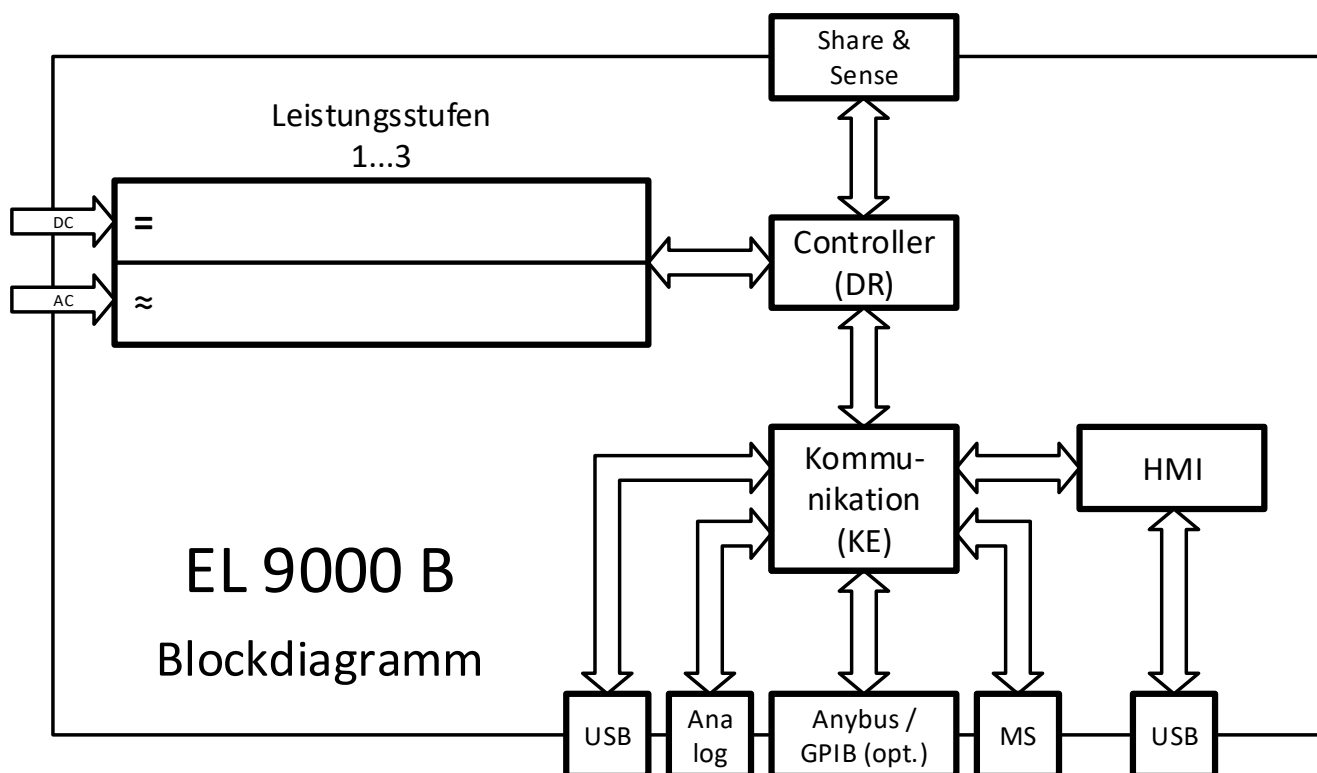 Share &
Sense
Leistungsstufen
1...3
DC
=
AC
≈
Controller
(DR)
Kommu-
nikation
(KE)
HMI
EL 9000 B
Blockdiagramm
USB
Ana
log
Anybus /
GPIB (opt.)
MS
USB